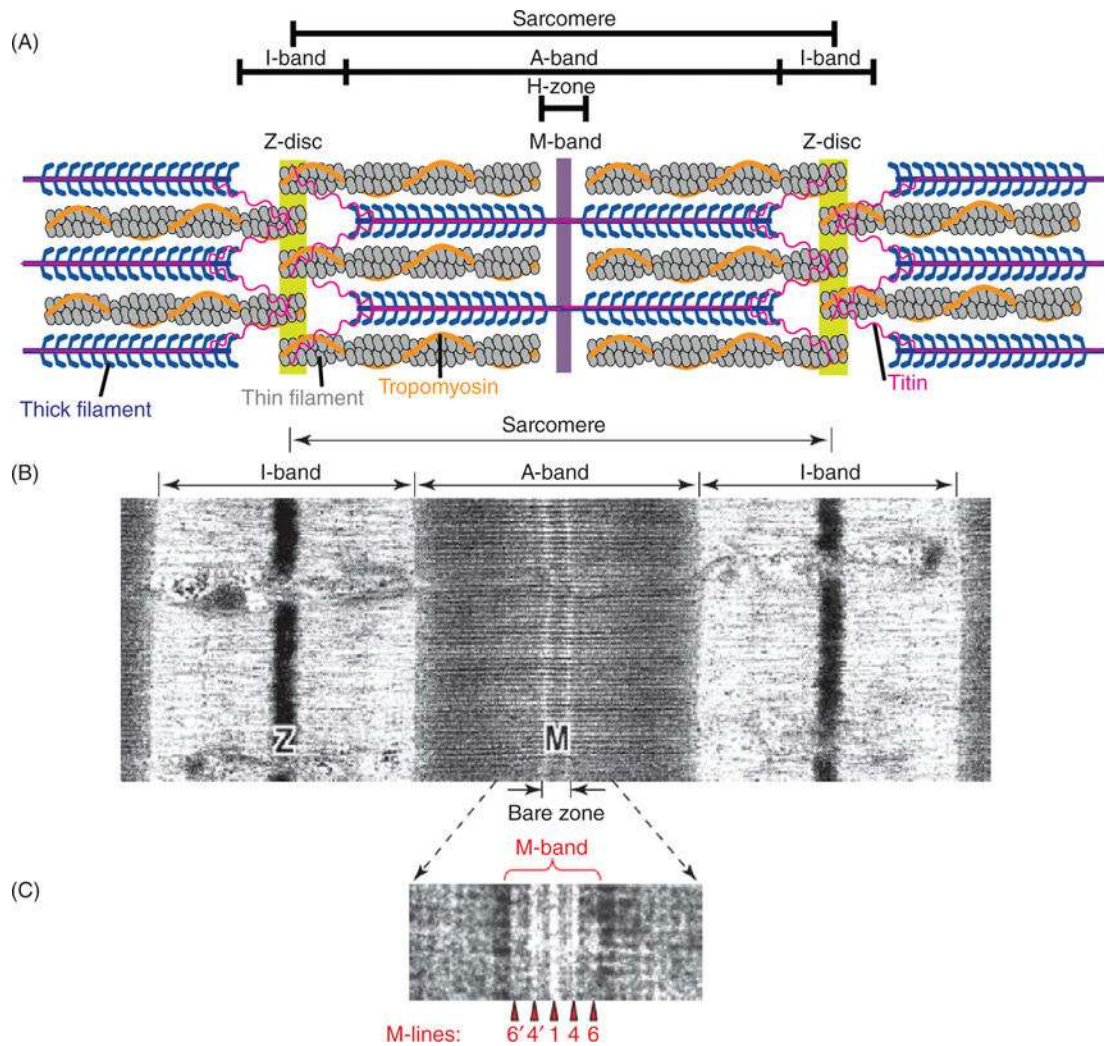 (A)
Sarcomere
I-band A-band I-band
H-zone
Z-disc M-band Z-disc
Thick filament Thin filament Tropomyosin Titin
Sarcomere
(B)
I-band A-band I-band
Z M
Bare zone
M-band
(C)
M-lines: 6′ 4′ 1 4 6